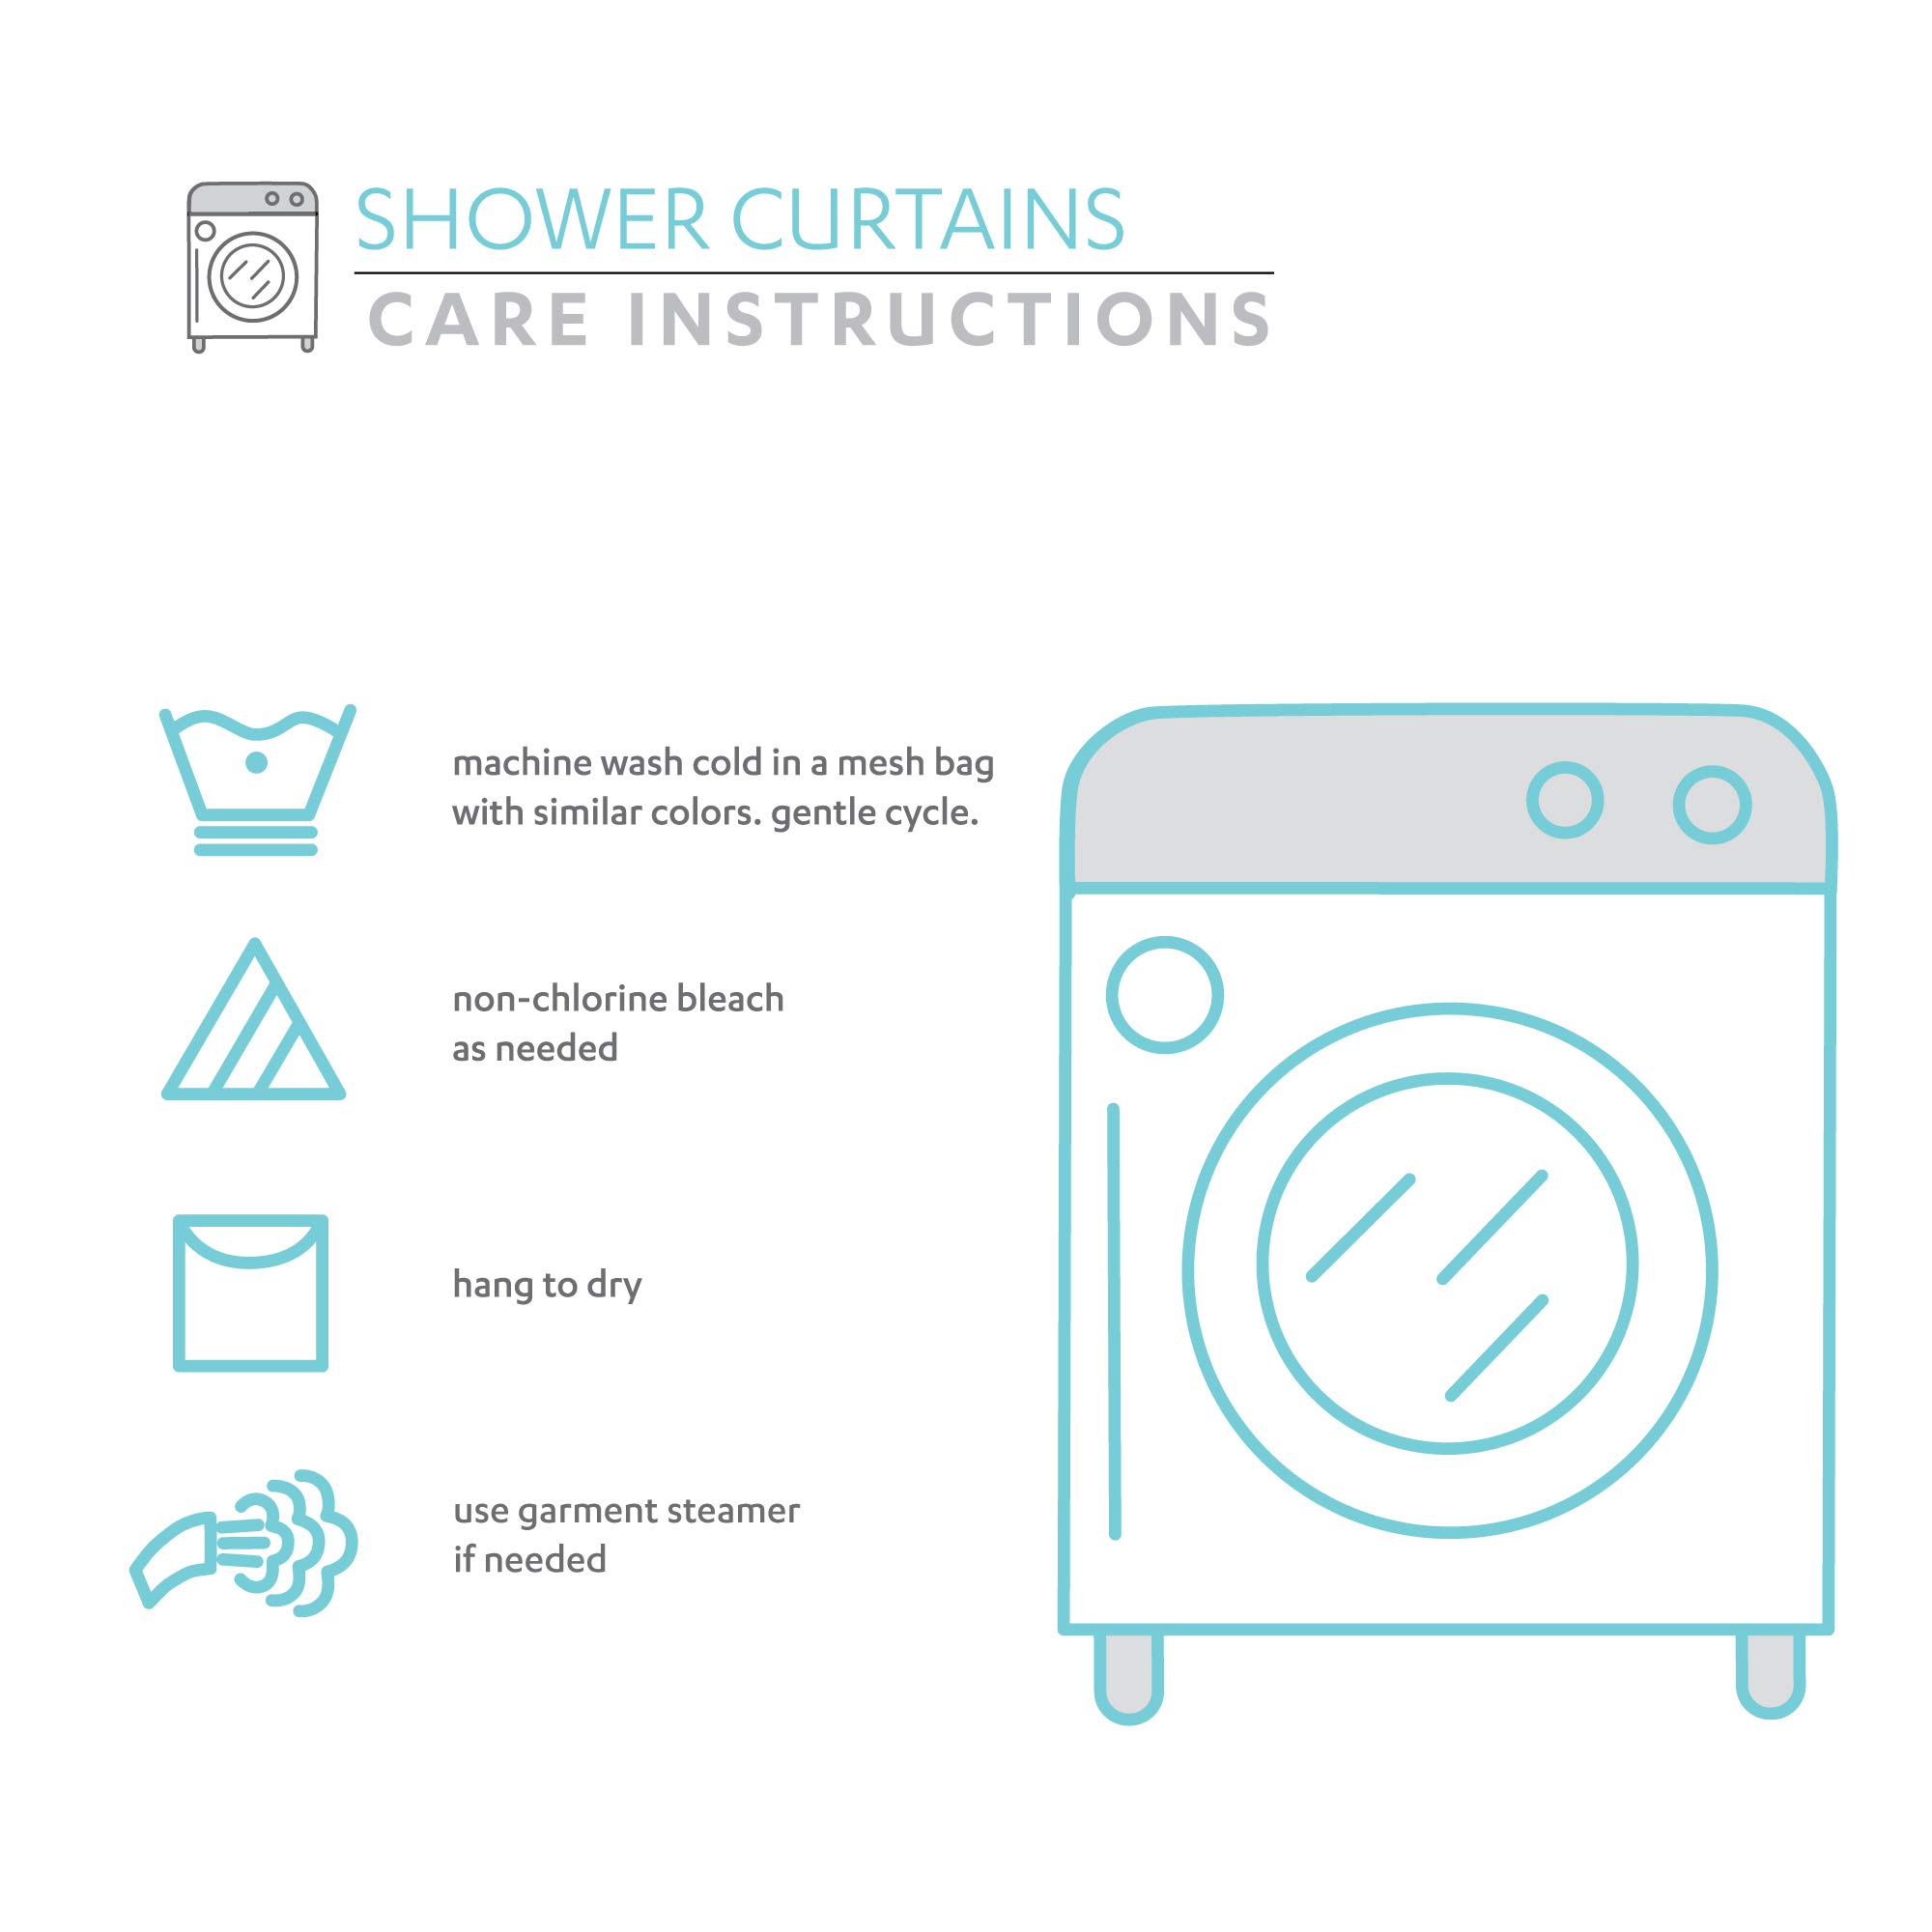 SHOWER CURTAINS
CARE INSTRUCTIONS
machine wash cold in a mesh bag
with similar colors. gentle cycle.
non-chlorine bleach
as needed
hang to dry
use garment steamer
if needed